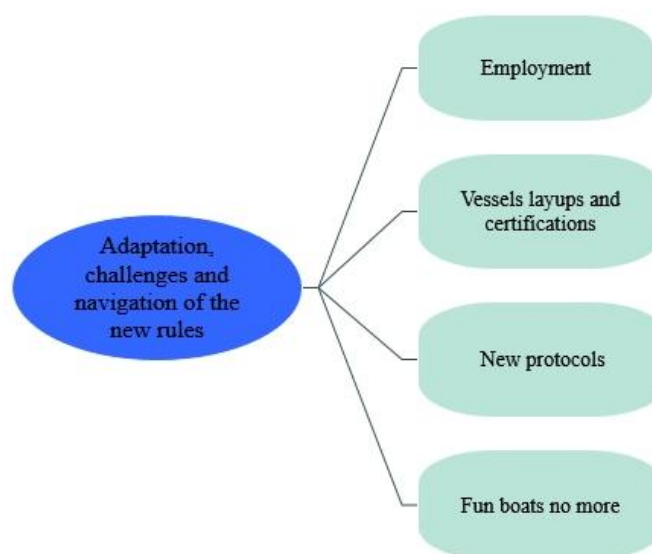 Adaptation,
challenges and
navigation of the
new rules
Employment
Vessels layups and
certifications
New protocols
Fun boats no more